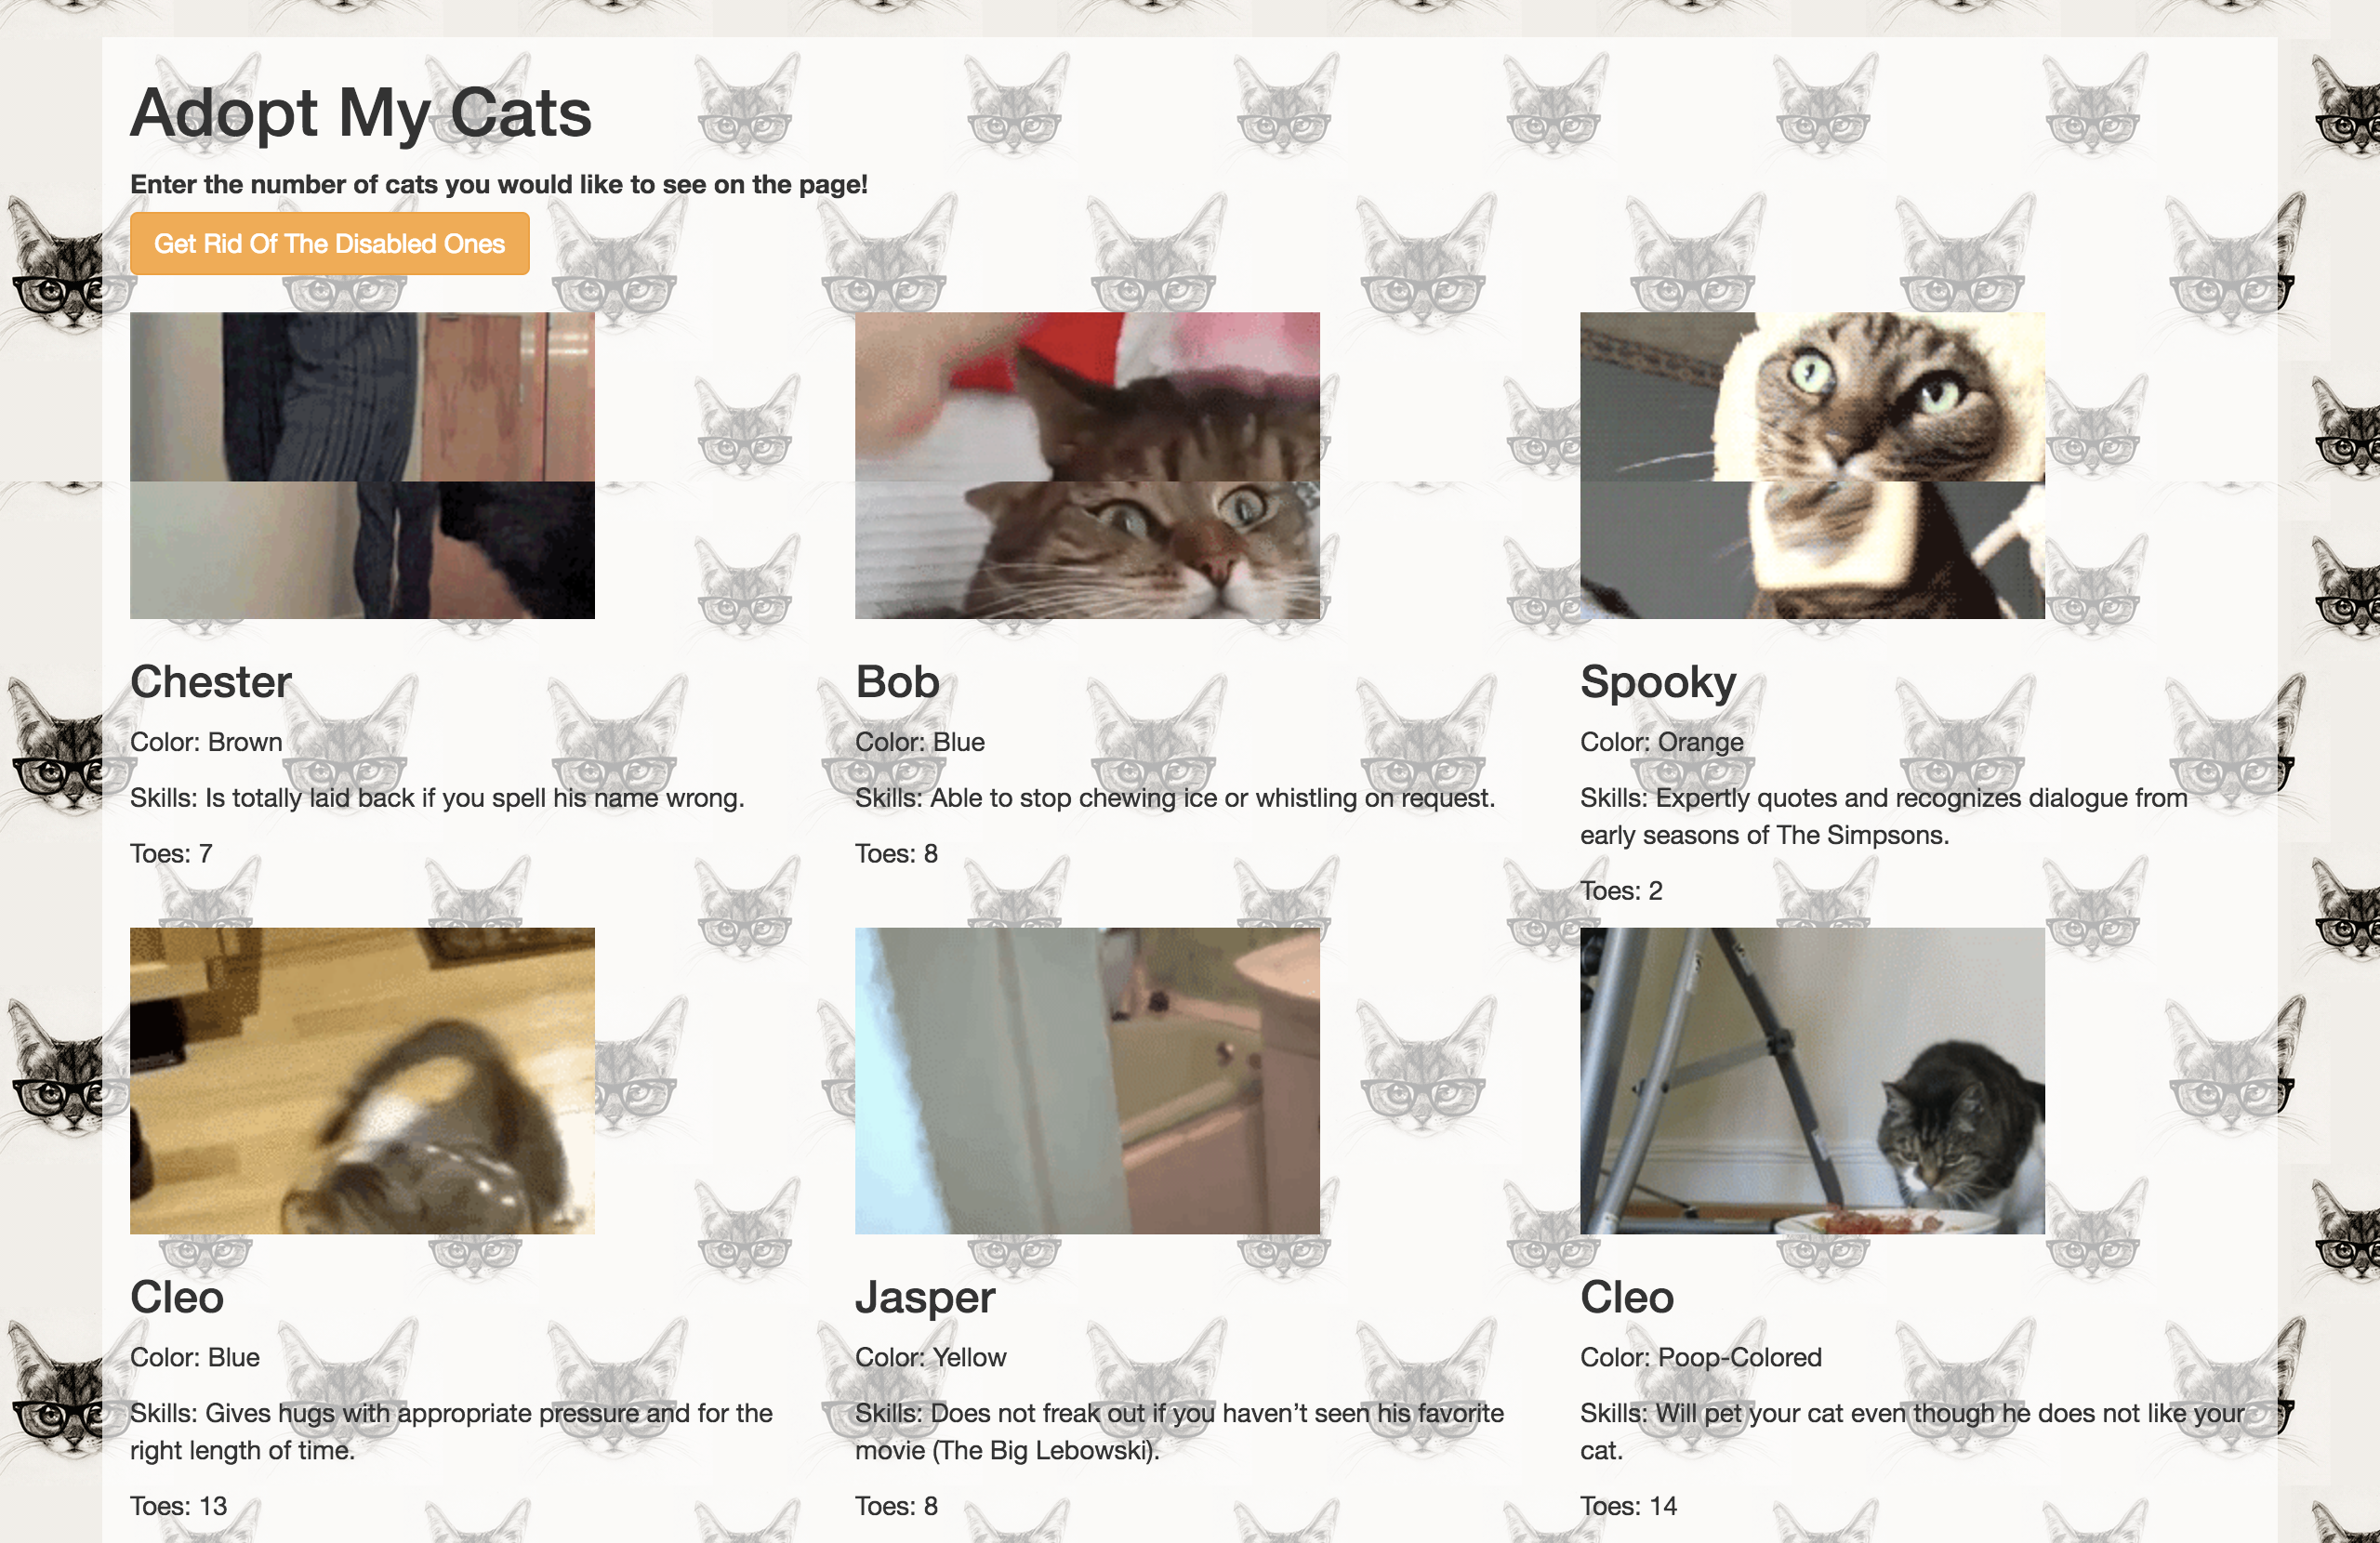 Adopt My Cats
Enter the number of cats you would like to see on the page!
Get Rid Of The Disabled Ones
Chester
Color: Brown
Skills: Is totally laid back if you spell his name wrong.
Toes: 7
Bob
Color: Blue
Skills: Able to stop chewing ice or whistling on request.
Toes: 8
Spooky
Color: Orange
Skills: Expertly quotes and recognizes dialogue from
early seasons of The Simpsons.
Toes: 2
Cleo
Color: Blue
Skills: Gives hugs with appropriate pressure and for the
right length of time.
Toes: 13
Jasper
Color: Yellow
Skills: Does not freak out if you haven’t seen his favorite
movie (The Big Lebowski).
Toes: 8
Cleo
Color: Poop-Colored
Skills: Will pet your cat even though he does not like your
cat.
Toes: 14